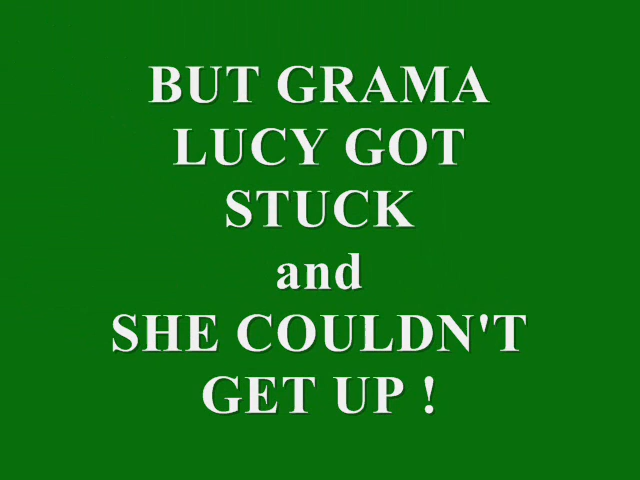 BUT GRAMA
LUCY GOT
STUCK
and
SHE COULDN'T
GET UP !